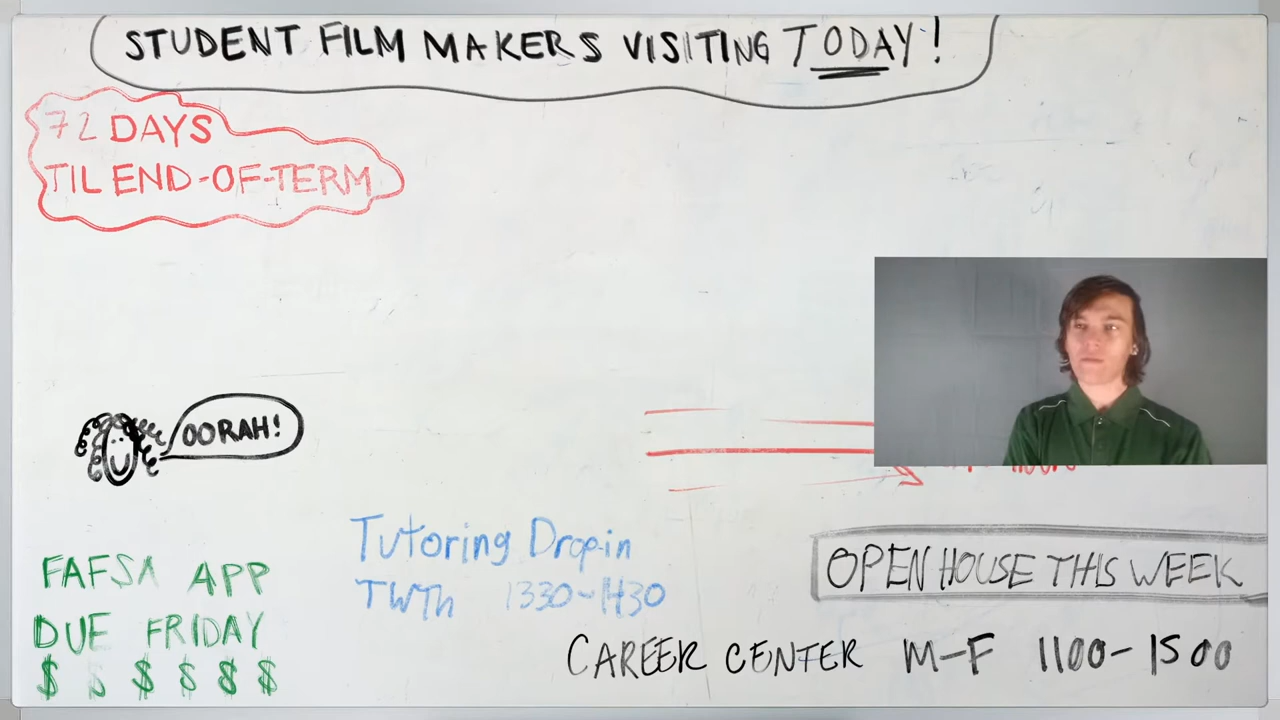 STUDENT FILM MAKERS VISITING TODAY!
72 DAYS
TIL END-OF-TERM
OORAH!
FAFSA APP
DUE FRIDAY
$ $ $ $ $ $
Tutoring Drop-in
TWTh 1330-1430
OPEN HOUSE THIS WEEK
CAREER CENTER M-F 1100-1500